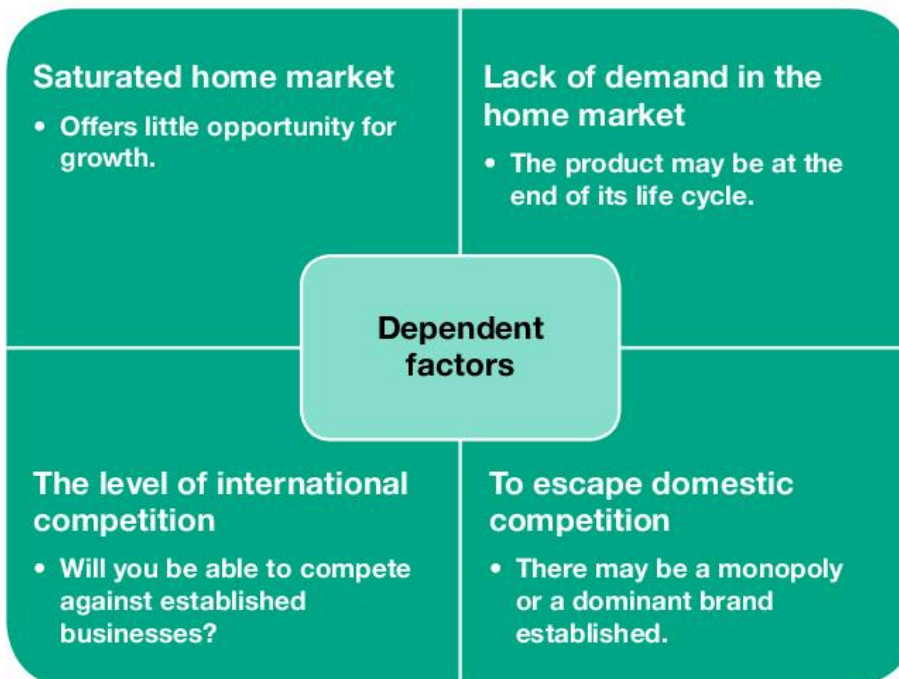 Saturated home market
• Offers little opportunity for
growth.
Lack of demand in the
home market
• The product may be at the
end of its life cycle.
Dependent
factors
The level of international
competition
• Will you be able to compete
against established
businesses?
To escape domestic
competition
• There may be a monopoly
or a dominant brand
established.